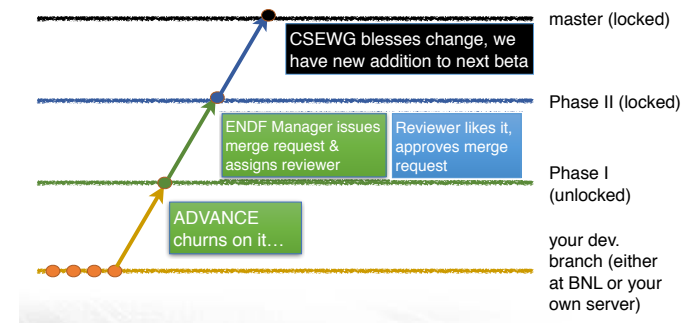 master (locked)
CSEWG blesses change, we
have new addition to next beta
Phase II (locked)
ENDF Manager issues
merge request &
assigns reviewer
Reviewer likes it,
approves merge
request
Phase I
(unlocked)
ADVANCE
churns on it…
your dev.
branch (either
at BNL or your
own server)